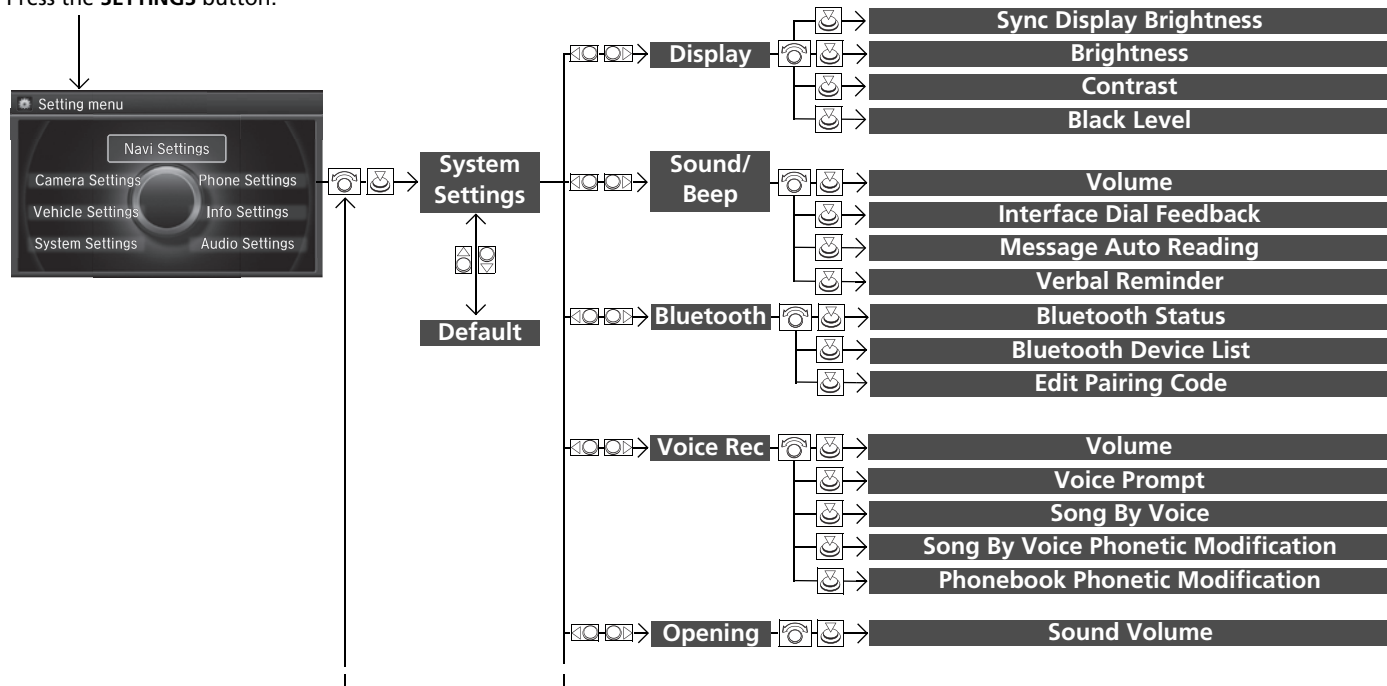 Press the SETTINGS button.
Setting menu
Navi Settings
Camera Settings
Phone Settings
Vehicle Settings
Info Settings
System Settings
Audio Settings
System
Settings
Default
Display
Sync Display Brightness
Brightness
Contrast
Black Level
Sound/
Beep
Volume
Interface Dial Feedback
Message Auto Reading
Verbal Reminder
Bluetooth
Bluetooth Status
Bluetooth Device List
Edit Pairing Code
Voice Rec
Volume
Voice Prompt
Song By Voice
Song By Voice Phonetic Modification
Phonebook Phonetic Modification
Opening
Sound Volume